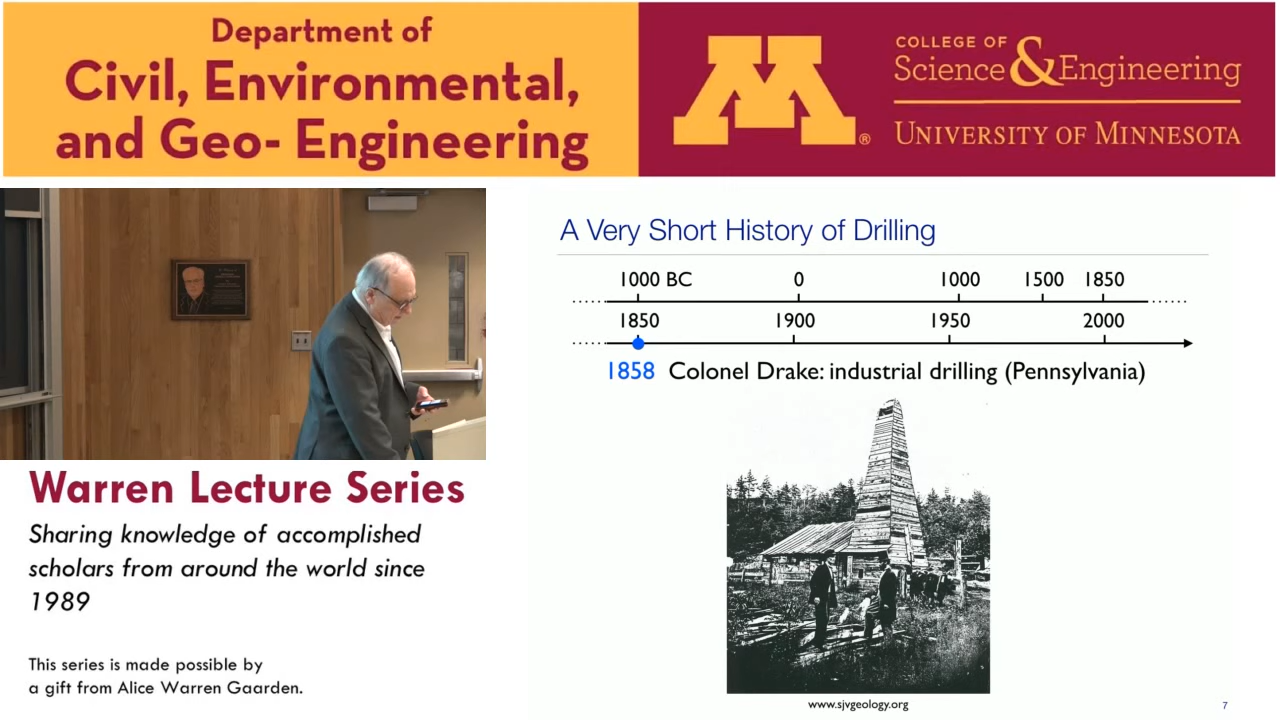 Department of
Civil, Environmental,
and Geo- Engineering
M
®
COLLEGE OF
Science & Engineering
UNIVERSITY OF MINNESOTA
Warren Lecture Series
Sharing knowledge of accomplished
scholars from around the world since
1989
This series is made possible by
a gift from Alice Warren Gaarden.
A Very Short History of Drilling
1000 BC 0 1000 1500 1850
1850 1900 1950 2000
1858 Colonel Drake: industrial drilling (Pennsylvania)
www.sjvgeology.org
7